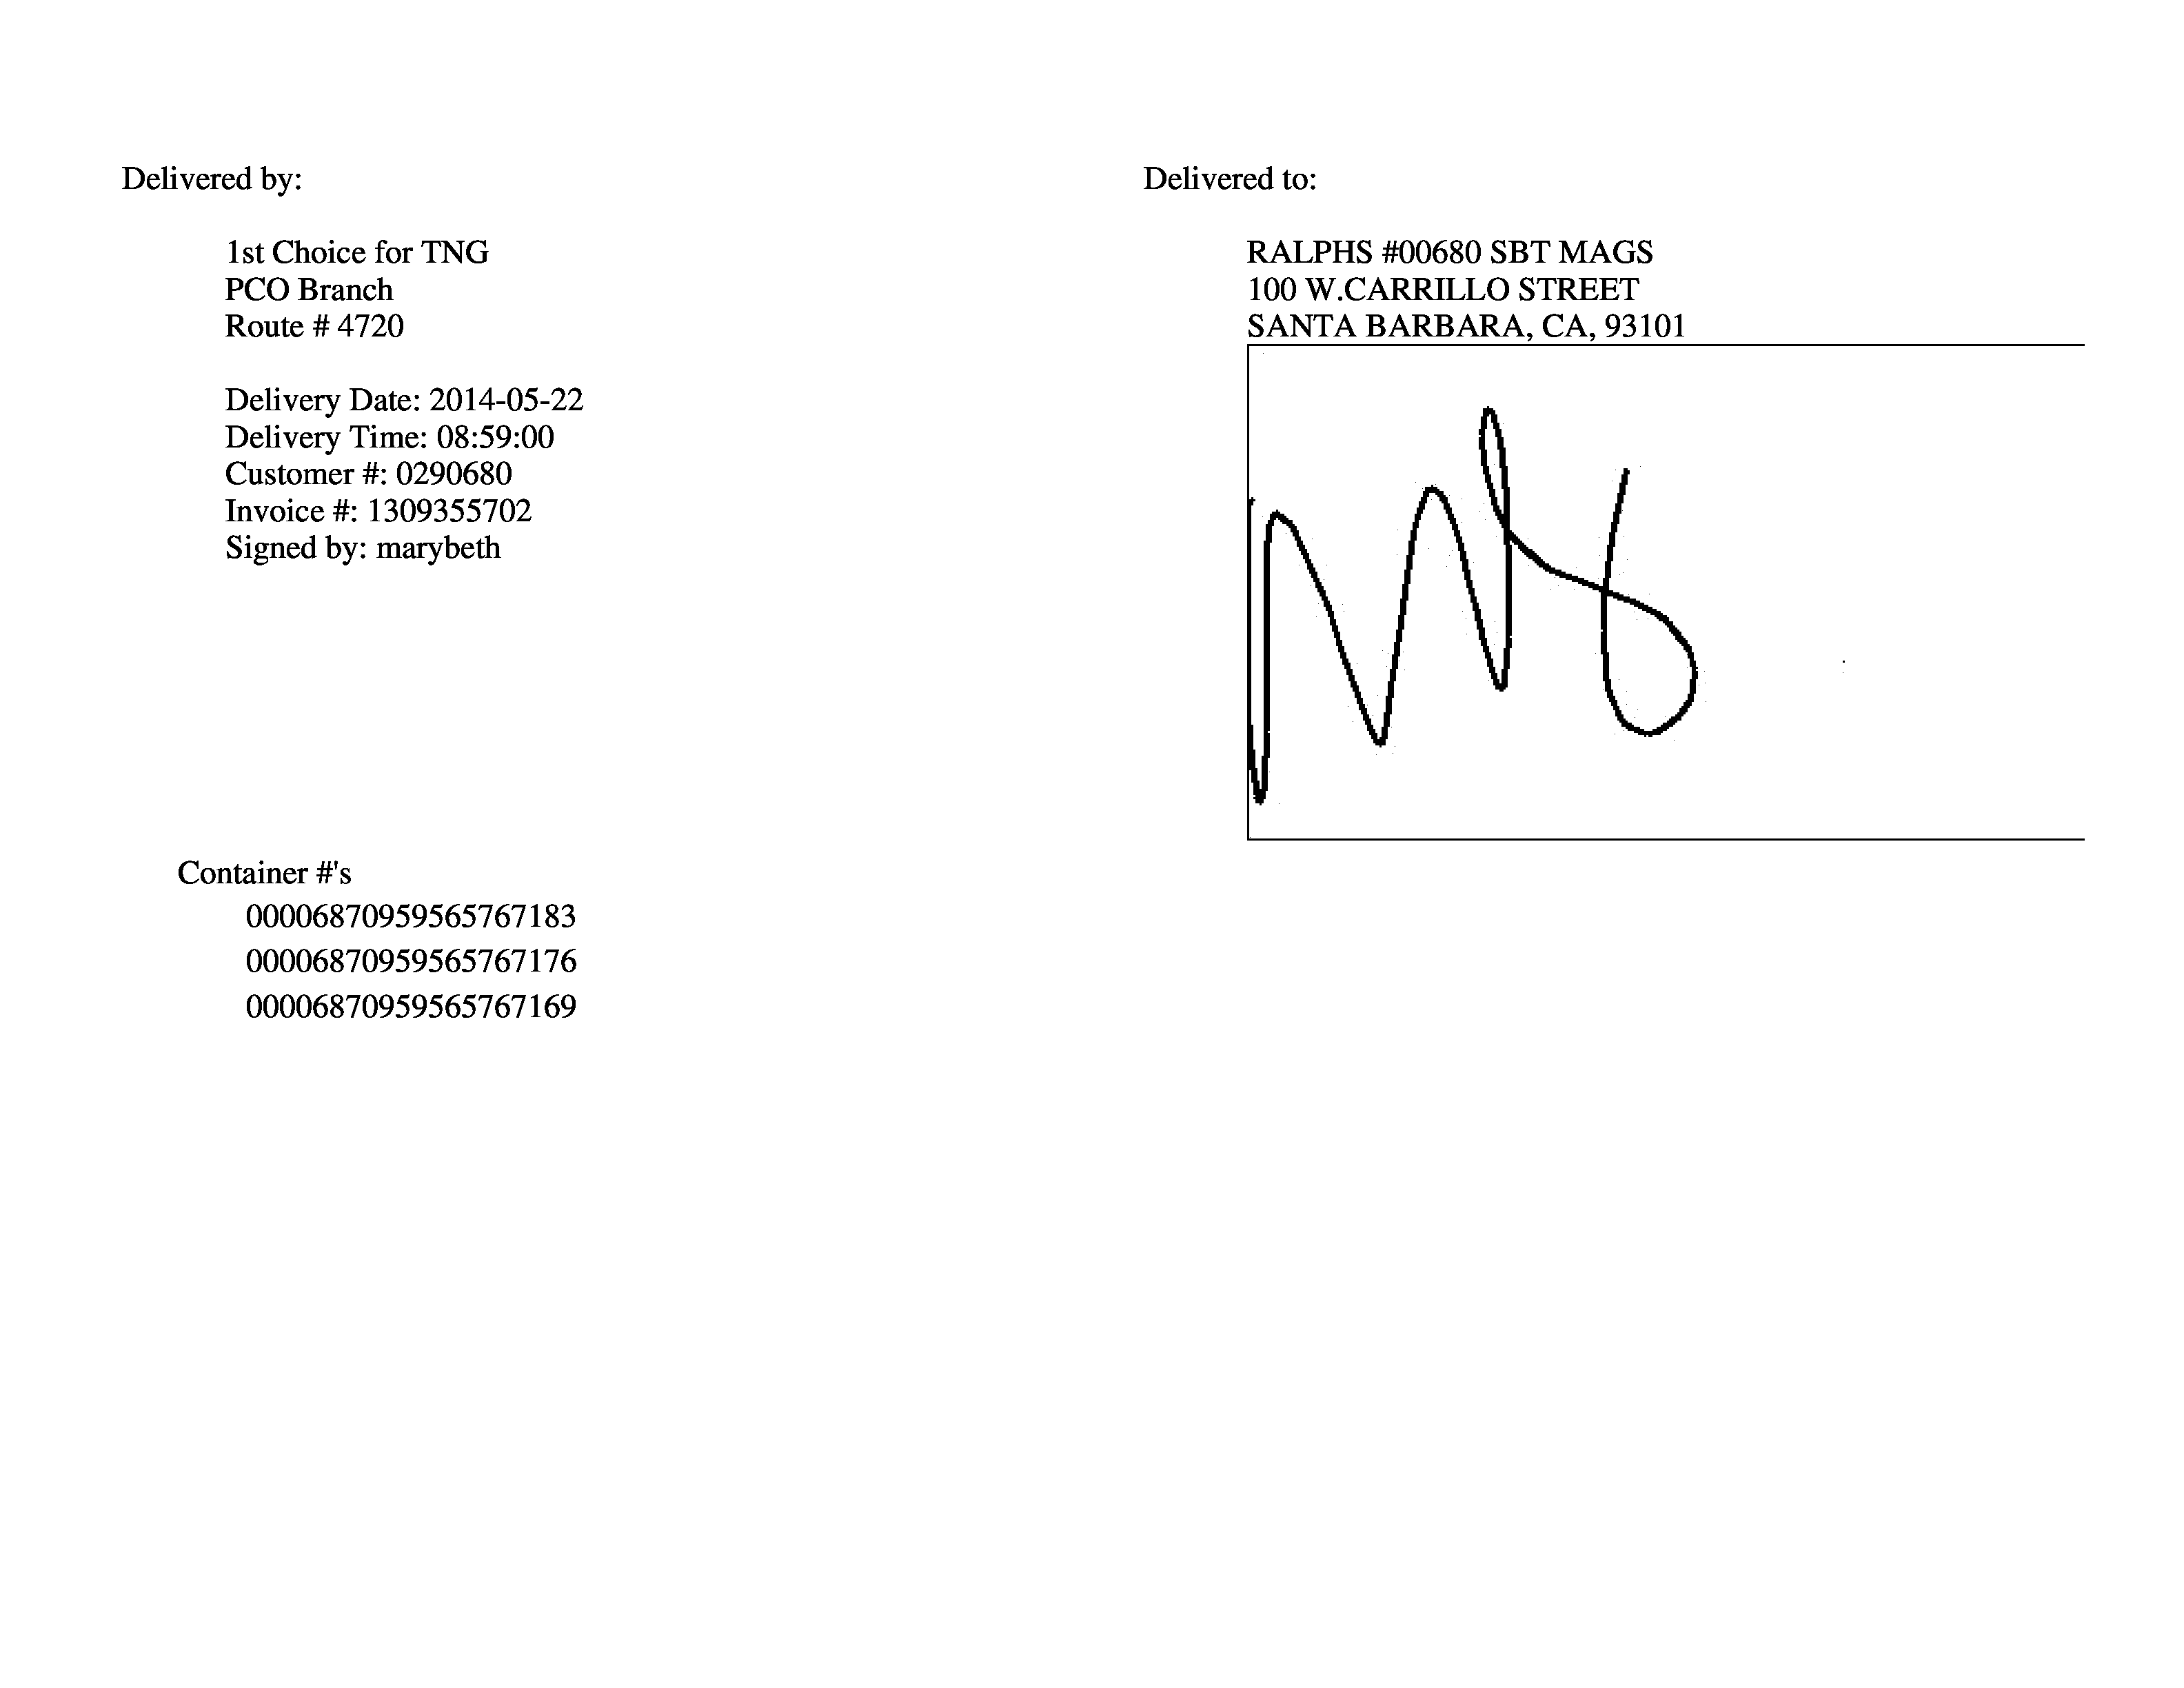 Delivered by:
1st Choice for TNG
PCO Branch
Route # 4720
Delivery Date: 2014-05-22
Delivery Time: 08:59:00
Customer #: 0290680
Invoice #: 1309355702
Signed by: marybeth
Delivered to:
RALPHS #00680 SBT MAGS
100 W.CARRILLO STREET
SANTA BARBARA, CA, 93101
Container #'s
00006870959565767183
00006870959565767176
00006870959565767169